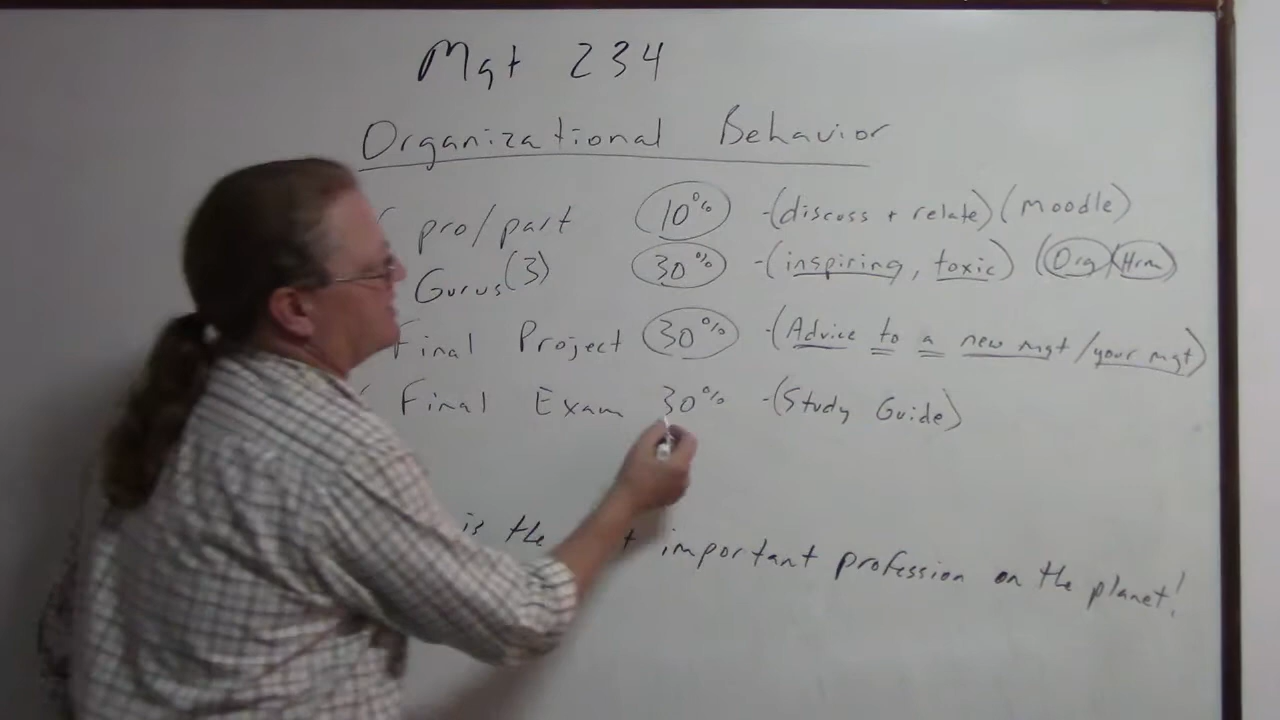 Mgt 234
Organizational Behavior
pro/part 10% -(discuss + relate) (moodle)
Gurus(3) 30% -(inspiring, toxic) (Org)(Hrm)
Final Project 30% -(Advice to a new mgt/your mgt)
Final Exam 30% -(Study Guide)
is the important profession on the planet!